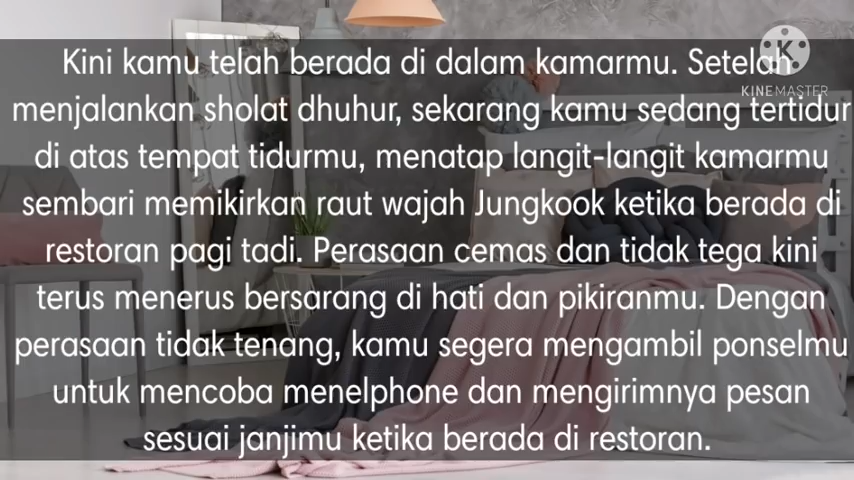 Kini kamu telah berada di dalam kamarmu. Setelah
menjalankan sholat dhuhur, sekarang kamu sedang tertidur
di atas tempat tidurmu, menatap langit-langit kamarmu
sembari memikirkan raut wajah Jungkook ketika berada di
restoran pagi tadi. Perasaan cemas dan tidak tega kini
terus menerus bersarang di hati dan pikiranmu. Dengan
perasaan tidak tenang, kamu segera mengambil ponselmu
untuk mencoba menelphone dan mengirimnya pesan
sesuai janjimu ketika berada di restoran.
K
KINEMASTER